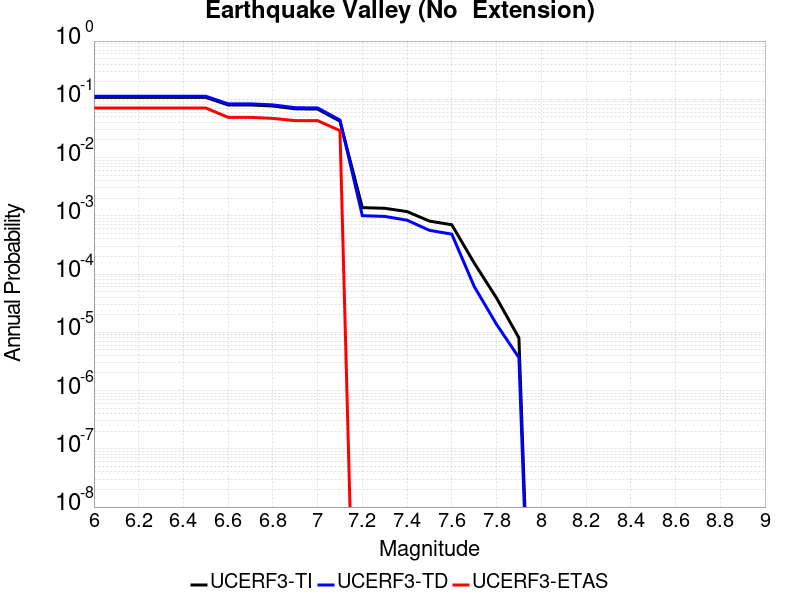 Earthquake Valley (No  Extension)
10^0
10^-1
10^-2
10^-3
10^-4
10^-5
10^-6
10^-7
10^-8
Annual Probability
6 6.2 6.4 6.6 6.8 7 7.2 7.4 7.6 7.8 8 8.2 8.4 8.6 8.8 9
Magnitude
UCERF3-TI UCERF3-TD UCERF3-ETAS